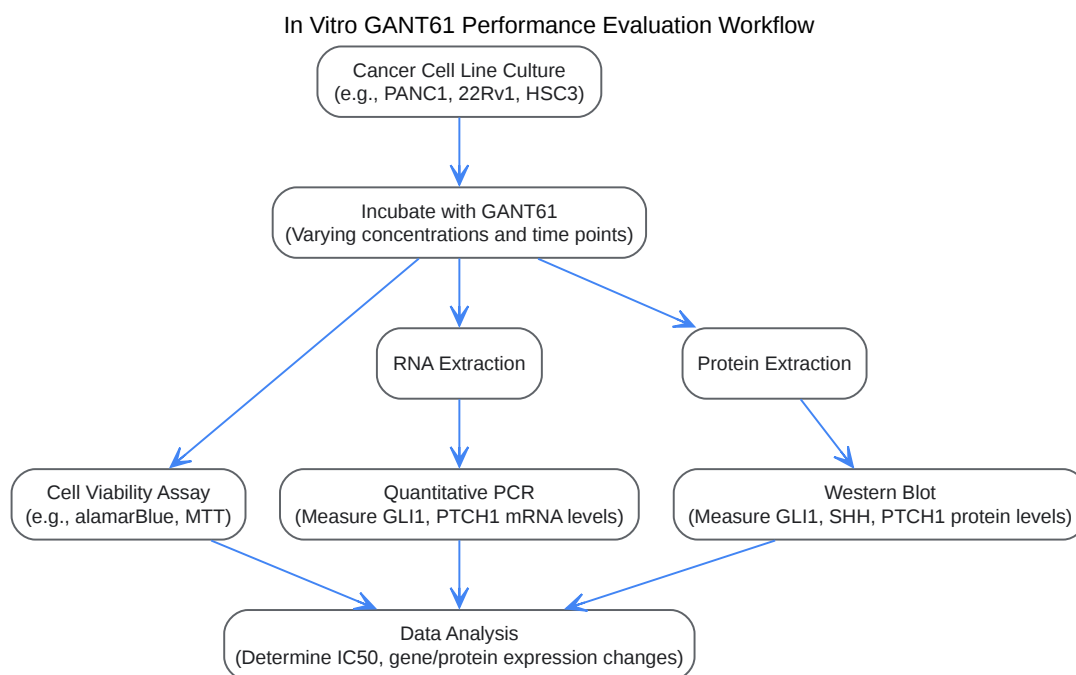 In Vitro GANT61 Performance Evaluation Workflow
Cancer Cell Line Culture
(e.g., PANC1, 22Rv1, HSC3)
Incubate with GANT61
(Varying concentrations and time points)
RNA Extraction
Protein Extraction
Cell Viability Assay
(e.g., alamarBlue, MTT)
Quantitative PCR
(Measure GLI1, PTCH1 mRNA levels)
Western Blot
(Measure GLI1, SHH, PTCH1 protein levels)
Data Analysis
(Determine IC50, gene/protein expression changes)